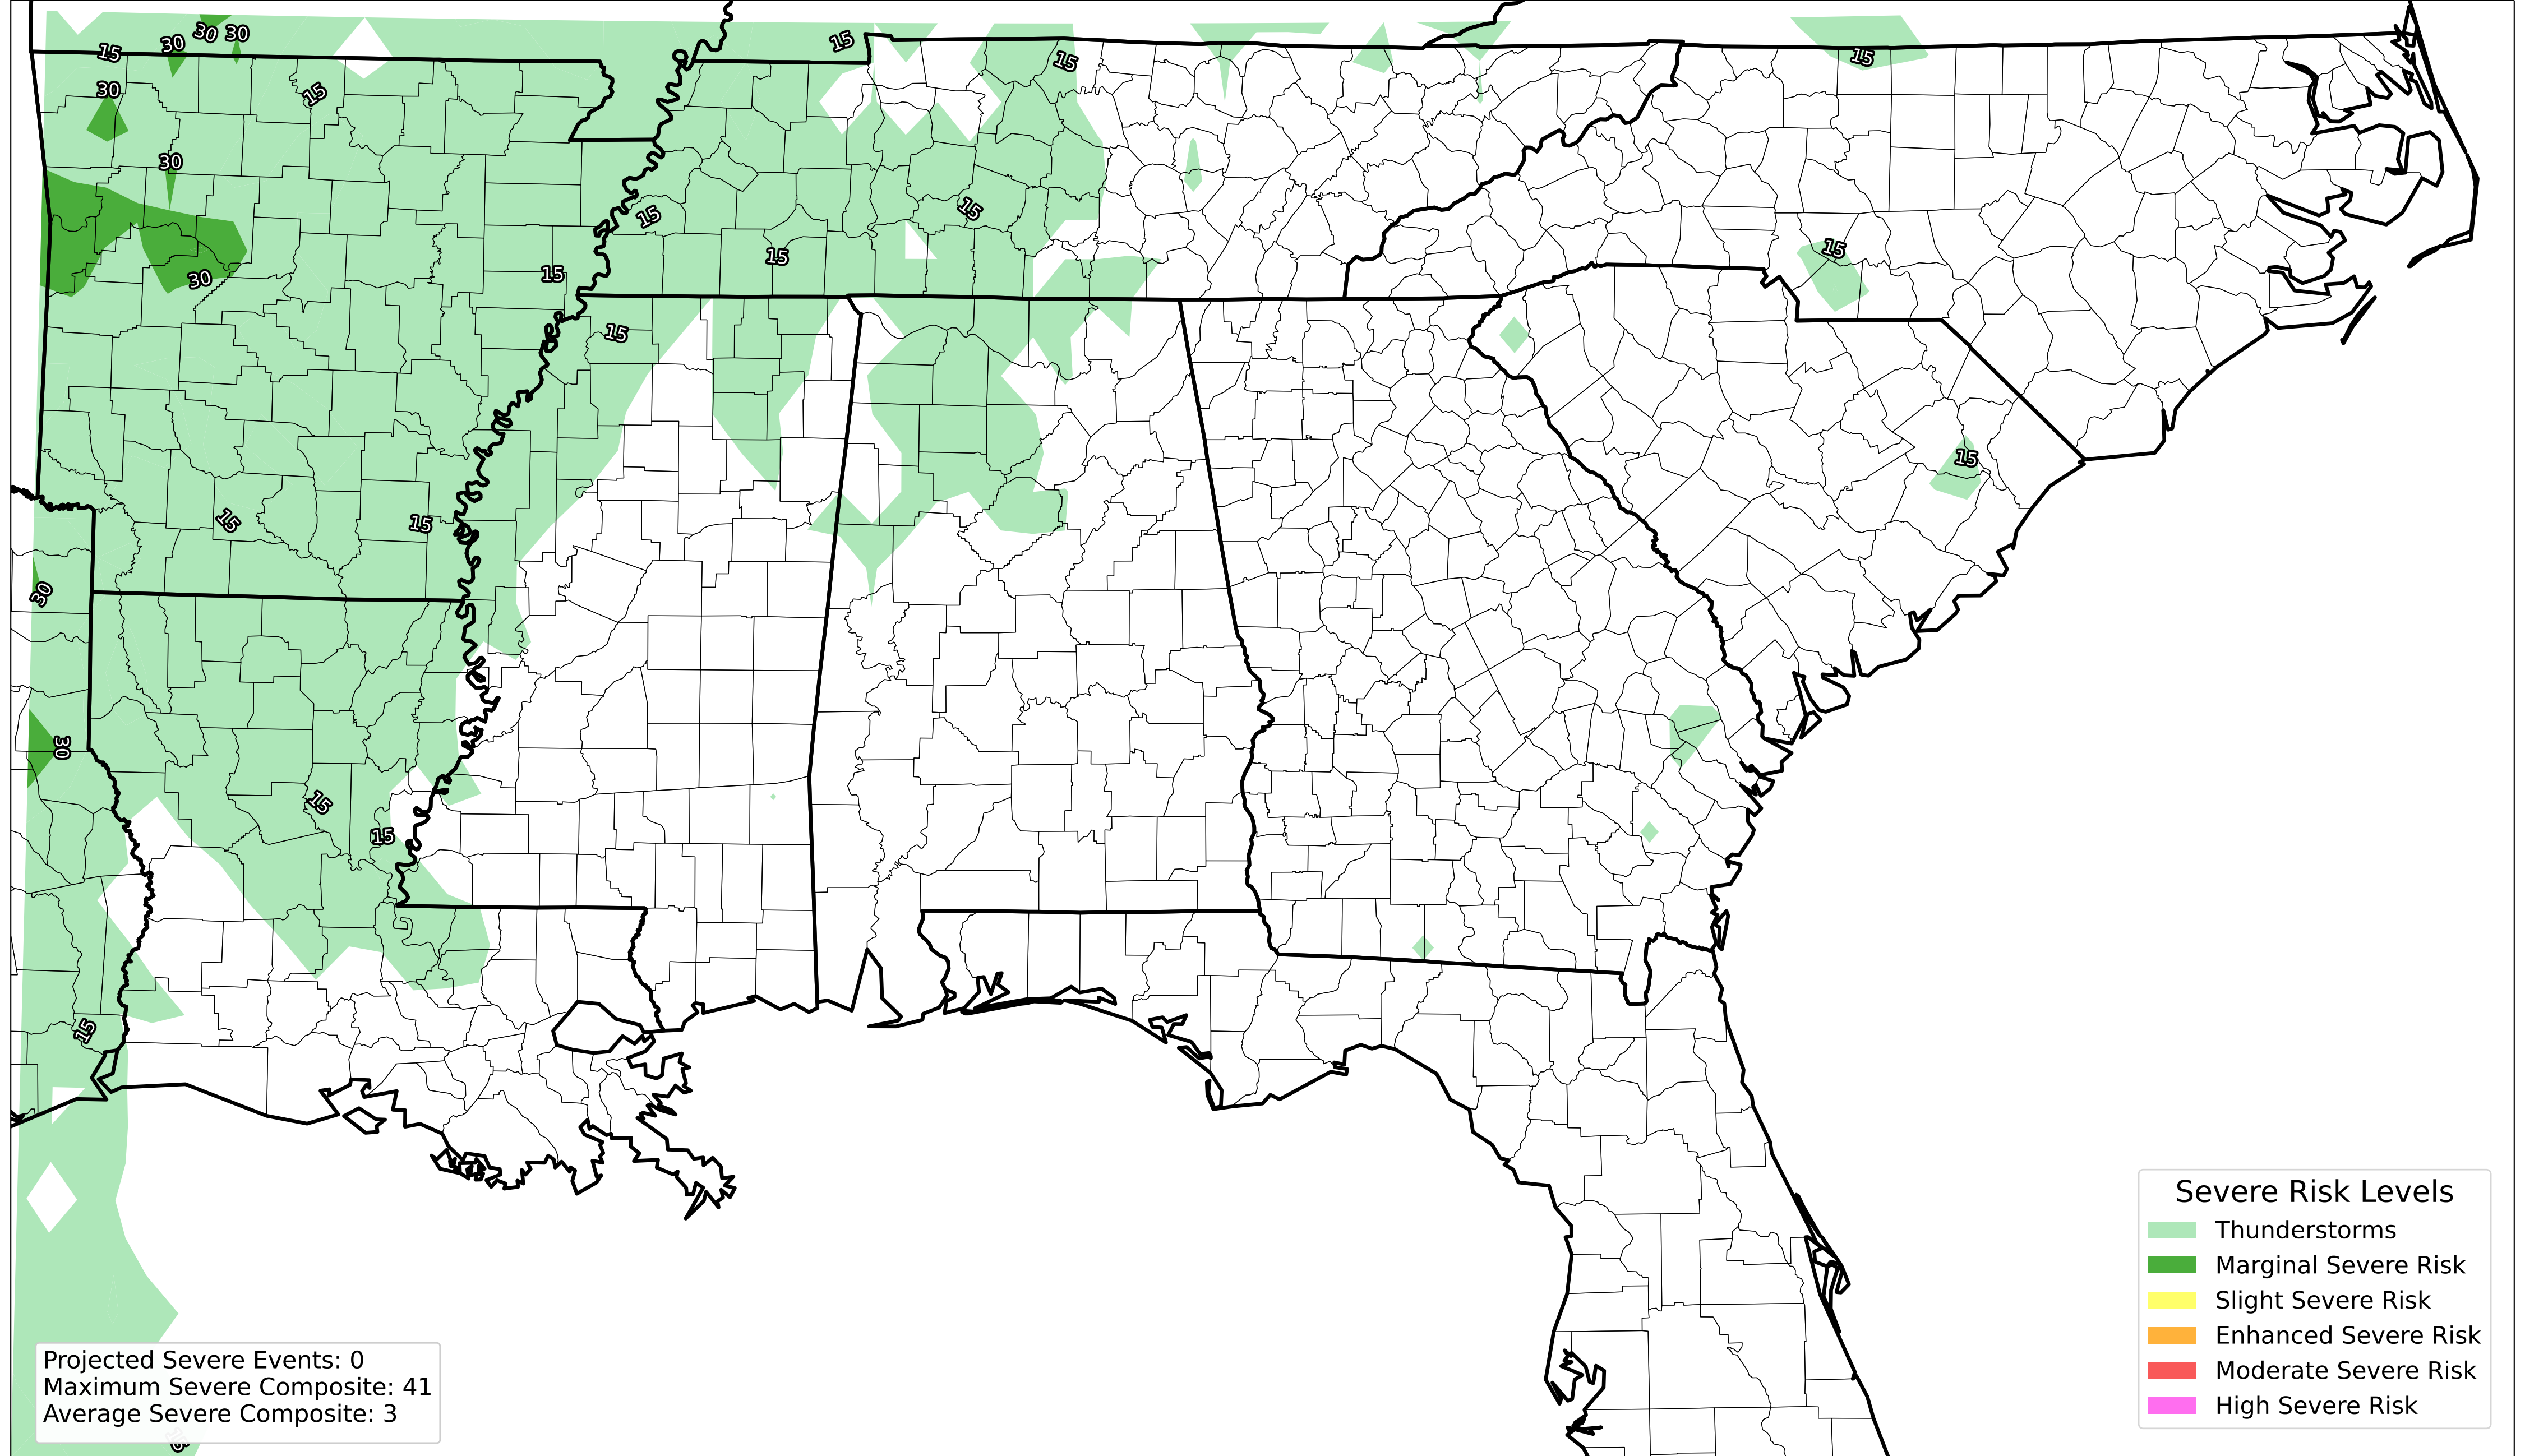 30
30
30
15
15
15
15
30
15
30
15
15
15
15
15
30
15
15
15
15
30
30
15
15
15
Severe Risk Levels
Thunderstorms
Marginal Severe Risk
Slight Severe Risk
Enhanced Severe Risk
Moderate Severe Risk
High Severe Risk
Projected Severe Events: 0
Maximum Severe Composite: 41
Average Severe Composite: 3